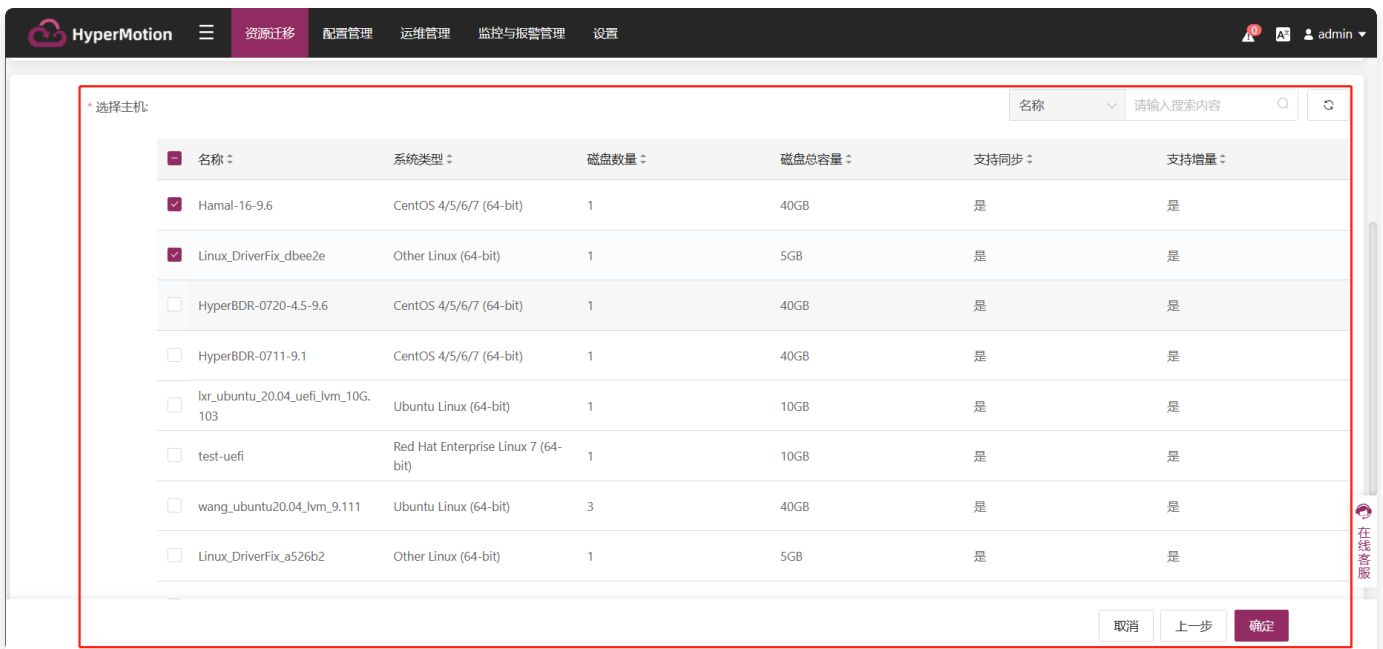 HyperMotion 资源迁移 配置管理 运维管理 监控与报警管理 设置 0 admin
* 选择主机: 名称 请输入搜索内容
名称 系统类型 磁盘数量 磁盘总容量 支持同步 支持增量
Hamal-16-9.6 CentOS 4/5/6/7 (64-bit) 1 40GB 是 是
Linux_DriverFix_dbee2e Other Linux (64-bit) 1 5GB 是 是
HyperBDR-0720-4.5-9.6 CentOS 4/5/6/7 (64-bit) 1 40GB 是 是
HyperBDR-0711-9.1 CentOS 4/5/6/7 (64-bit) 1 40GB 是 是
lxr_ubuntu_20.04_uefi_lvm_10G.
103 Ubuntu Linux (64-bit) 1 10GB 是 是
test-uefi Red Hat Enterprise Linux 7 (64-
bit) 1 10GB 是 是
wang_ubuntu20.04_lvm_9.111 Ubuntu Linux (64-bit) 3 40GB 是 是
Linux_DriverFix_a526b2 Other Linux (64-bit) 1 5GB 是 是
在线客服
取消 上一步 确定